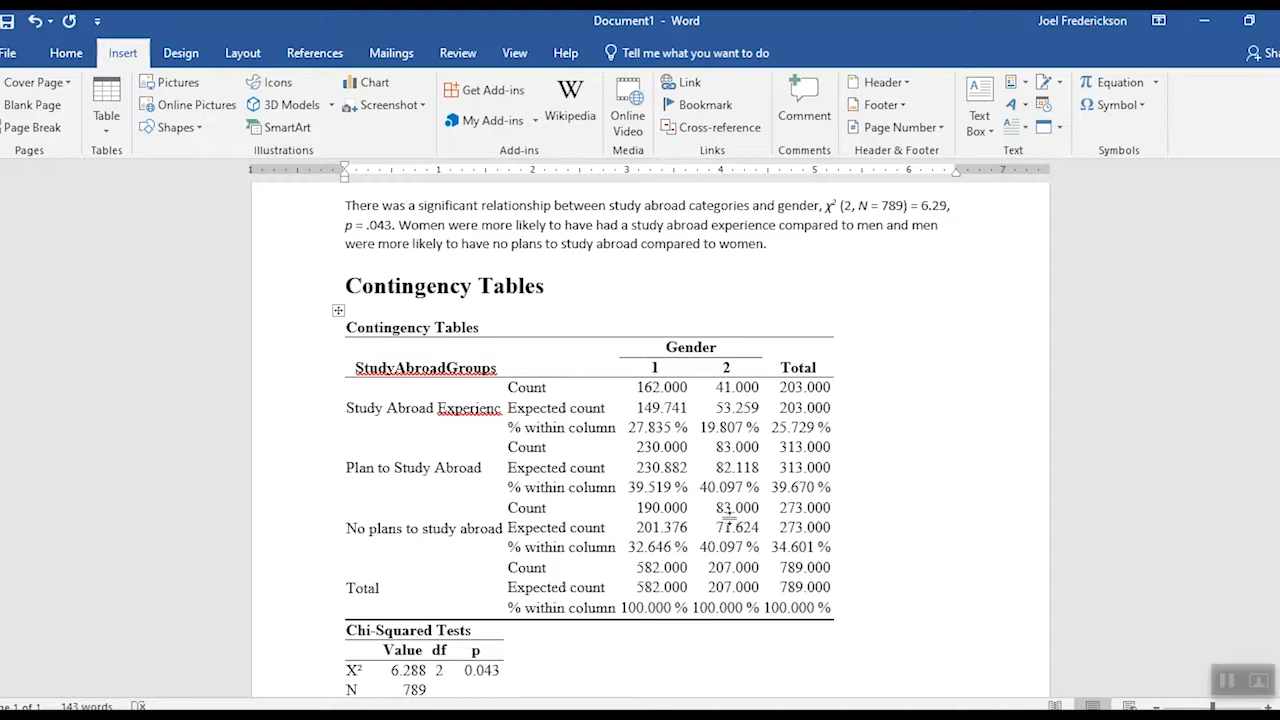 Document1 - Word
Joel Frederickson
File Home Insert Design Layout References Mailings Review View Help Tell me what you want to do
Cover Page
Blank Page
Page Break
Pages
Table
Tables
Pictures
Online Pictures
Shapes
Icons
3D Models
SmartArt
Chart
Screenshot
Illustrations
Get Add-ins
My Add-ins
Wikipedia
Add-ins
Online
Video
Media
Link
Bookmark
Cross-reference
Links
Comment
Comments
Header
Footer
Page Number
Header & Footer
Text
Box
Text
Equation
Symbol
Symbols
1 1 2 3 4 5 6 7
There was a significant relationship between study abroad categories and gender, χ² (2, N = 789) = 6.29,
p = .043. Women were more likely to have had a study abroad experience compared to men and men
were more likely to have no plans to study abroad compared to women.
Contingency Tables
Contingency Tables
Gender
StudyAbroadGroups 1 2 Total
Count 162.000 41.000 203.000
Study Abroad Experienc Expected count 149.741 53.259 203.000
% within column 27.835 % 19.807 % 25.729 %
Count 230.000 83.000 313.000
Plan to Study Abroad Expected count 230.882 82.118 313.000
% within column 39.519 % 40.097 % 39.670 %
Count 190.000 83.000 273.000
No plans to study abroad Expected count 201.376 71.624 273.000
% within column 32.646 % 40.097 % 34.601 %
Count 582.000 207.000 789.000
Total Expected count 582.000 207.000 789.000
% within column 100.000 % 100.000 % 100.000 %
Chi-Squared Tests
Value df p
X² 6.288 2 0.043
N 789
143 words